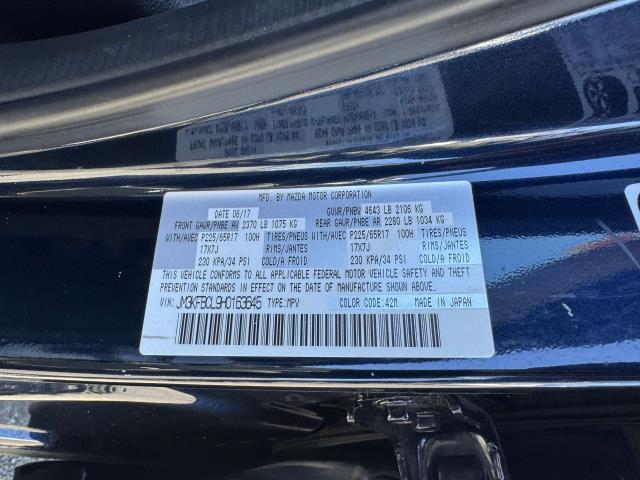 MFD. BY MAZDA MOTOR CORPORATION
DATE 06/17 GVWR/PNBV 4643 LB 2106 KG
FRONT GAWR/PNBE AV 2370 LB 1075 KG REAR GAWR/PNBE AR 2280 LB 1034 KG
WITH/AVEC P225/65R17 100H TIRES/PNEUS WITH/AVEC P225/65R17 100H TIRES/PNEUS
17X7J RIMS/JANTES 17X7J RIMS/JANTES
230 KPA/34 PSI COLD/A FROID 230 KPA/34 PSI COLD/A FROID
THIS VEHICLE CONFORMS TO ALL APPLICABLE FEDERAL MOTOR VEHICLE SAFETY AND THEFT
PREVENTION STANDARDS IN EFFECT ON THE DATE OF MANUFACTURE SHOWN ABOVE.
VIN: JM3KFBCL9H0163645 TYPE:MPV COLOR CODE:42M MADE IN JAPAN